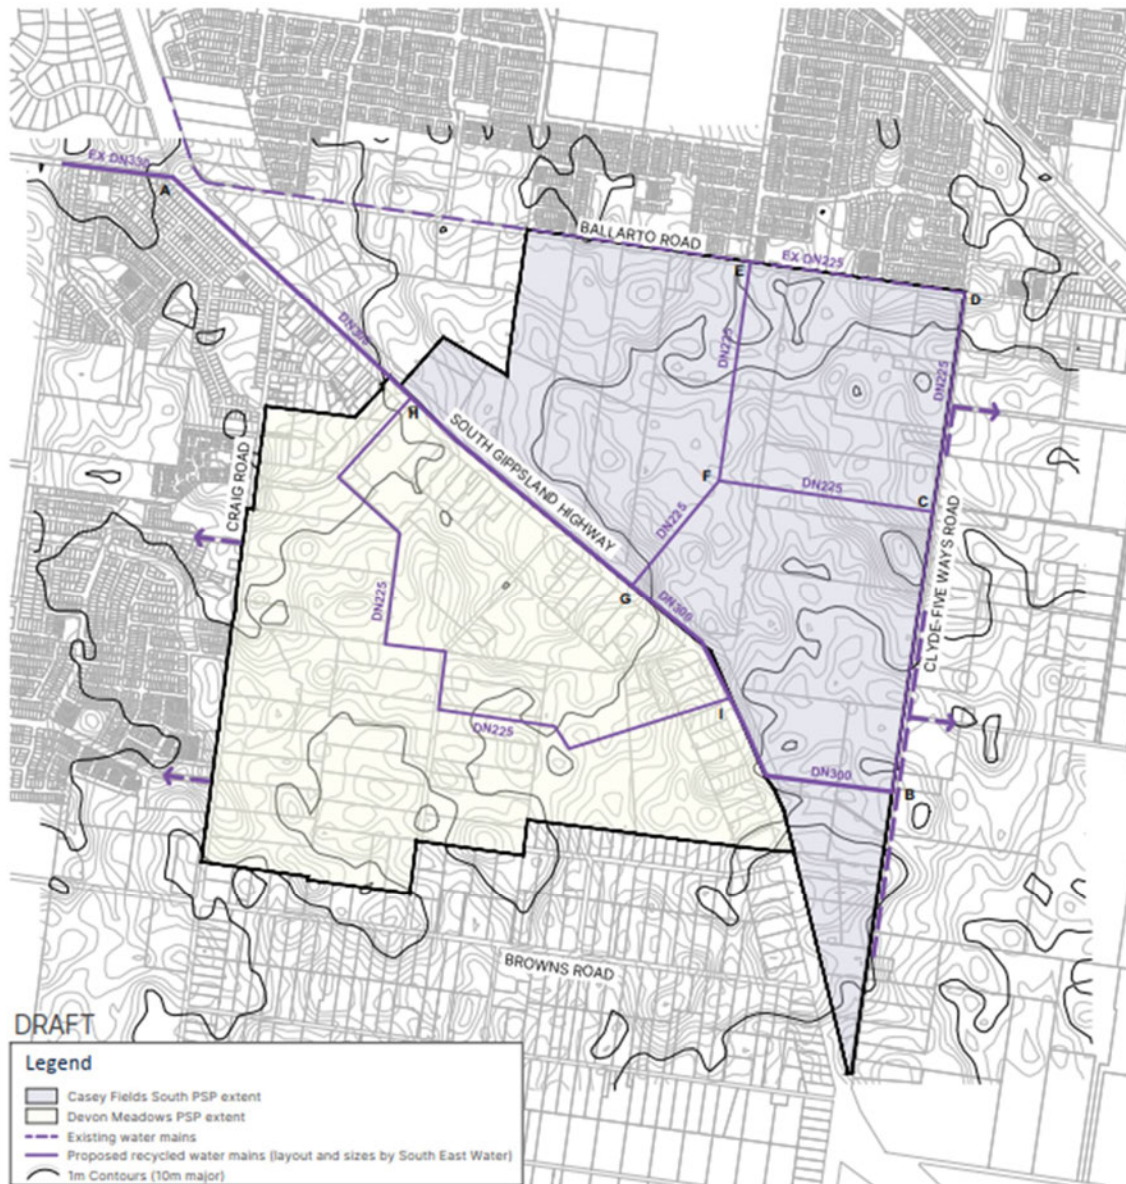 EX DN330
A
BALLARTO ROAD
E
EX DN225
D
DN225
DN225
H
SOUTH GIPPSLAND HIGHWAY
CRAIG ROAD
F
DN225
C
DN225
CLYDE-FIVE WAYS ROAD
DN225
G
DN300
I
DN225
DN300
B
BROWNS ROAD
DRAFT
Legend
Casey Fields South PSP extent
Devon Meadows PSP extent
Existing water mains
Proposed recycled water mains (layout and sizes by South East Water)
1m Contours (10m major)